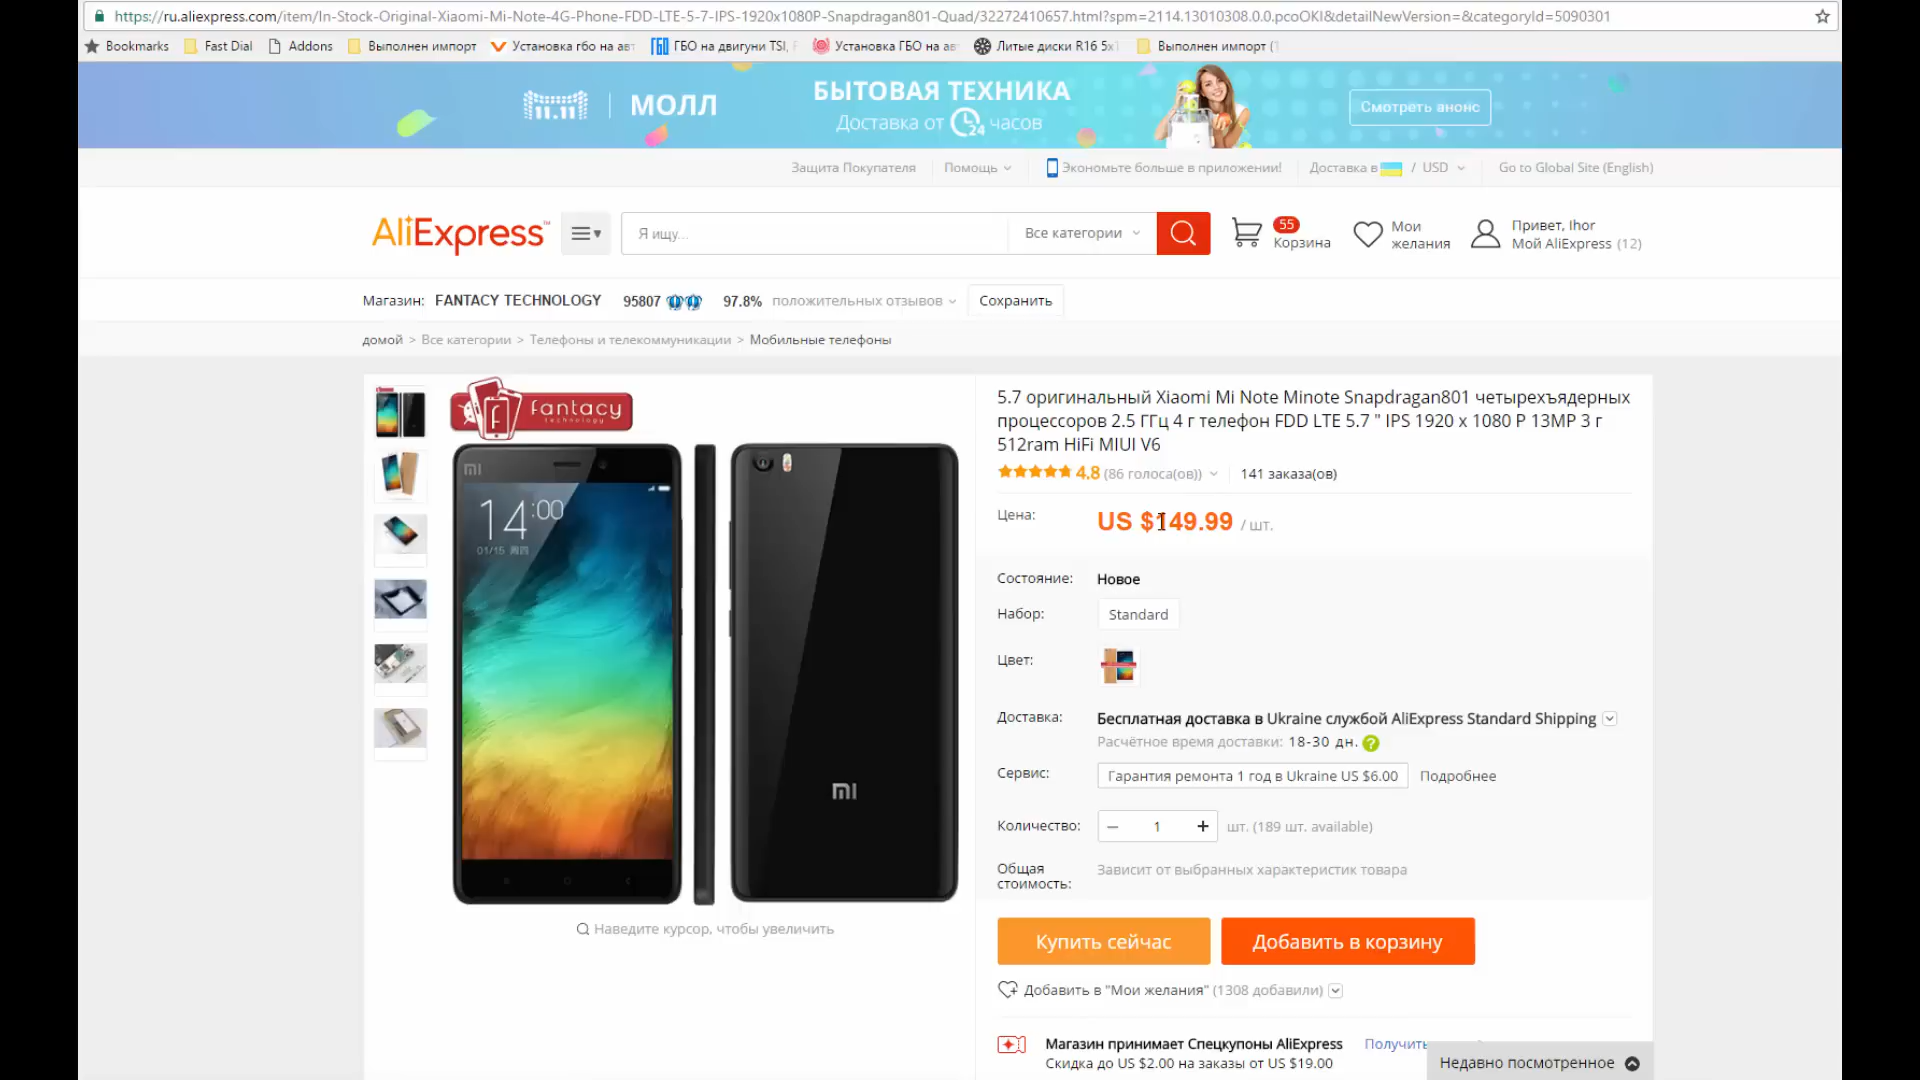 https://ru.aliexpress.com/item/In-Stock-Original-Xiaomi-Mi-Note-4G-Phone-FDD-LTE-5-7-IPS-1920x1080P-Snapdragan801-Quad/32272410657.html?spm=2114.13010308.0.0.pcoOKI&detailNewVersion=&categoryId=5090301
Bookmarks Fast Dial Addons Выполнен импорт Установка гбо на авт ГБО на двигуни TSI, F Установка ГБО на ав Литые диски R16 5x1 Выполнен импорт (1
11.11 МОЛЛ
БЫТОВАЯ ТЕХНИКА
Доставка от 24 часов
Смотреть анонс
Защита Покупателя Помощь Экономьте больше в приложении! Доставка в / USD Go to Global Site (English)
AliExpress™
Я ищу... Все категории
55 Корзина
Мои желания
Привет, Ihor
Мой AliExpress (12)
Магазин: FANTACY TECHNOLOGY 95807 97.8% положительных отзывов Сохранить
домой > Все категории > Телефоны и телекоммуникации > Мобильные телефоны
fantacy
technology
MI
14:00
01/15 周四
MI
Наведите курсор, чтобы увеличить
5.7 оригинальный Xiaomi Mi Note Minote Snapdragan801 четырехъядерных
процессоров 2.5 ГГц 4 г телефон FDD LTE 5.7 " IPS 1920 x 1080 P 13MP 3 г
512ram HiFi MIUI V6
4.8 (86 голоса(ов)) 141 заказа(ов)
Цена: US $149.99 / шт.
Состояние: Новое
Набор: Standard
Цвет:
Доставка: Бесплатная доставка в Ukraine службой AliExpress Standard Shipping
Расчётное время доставки: 18-30 дн. ?
Сервис: Гарантия ремонта 1 год в Ukraine US $6.00 Подробнее
Количество: – 1 + шт. (189 шт. available)
Общая
стоимость: Зависит от выбранных характеристик товара
Купить сейчас Добавить в корзину
Добавить в "Мои желания" (1308 добавили)
Магазин принимает Спецкупоны AliExpress Получить
Скидка до US $2.00 на заказы от US $19.00
Недавно посмотренное